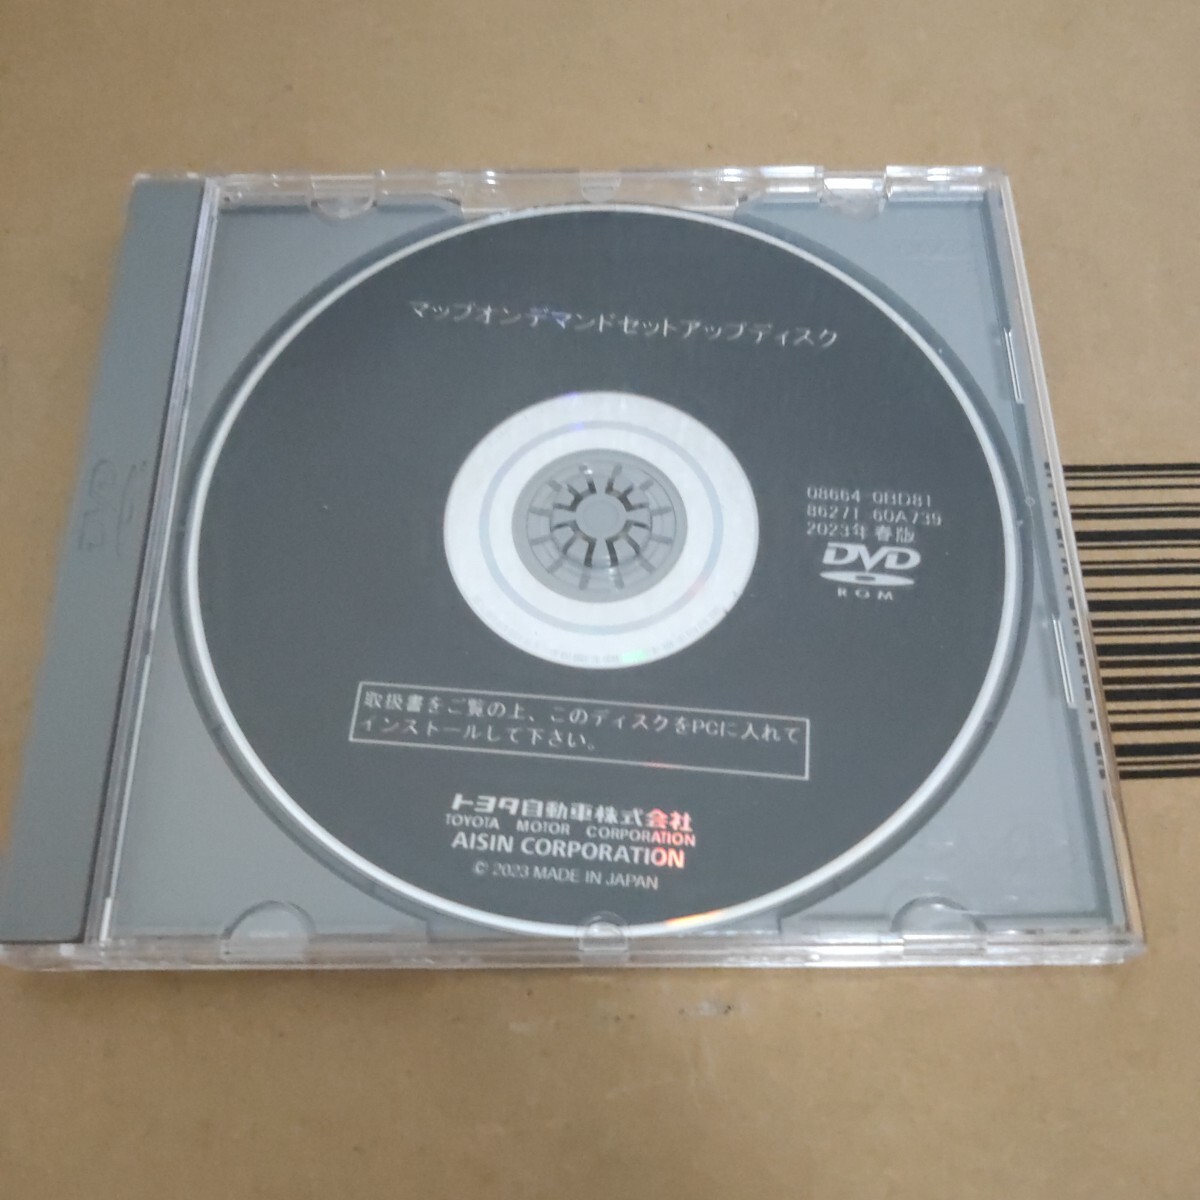 マップオンデマンドセットアップディスク
08664-0BD81
86271-60A739
2023年 春版
DVD
ROM
取扱書をご覧の上、このディスクをPCに入れて
インストールして下さい。
トヨタ自動車株式会社
TOYOTA MOTOR CORPORATION
AISIN CORPORATION
© 2023 MADE IN JAPAN